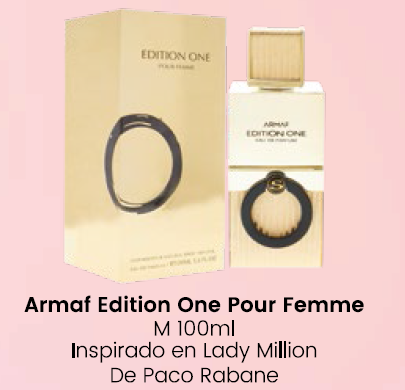 EDITION ONE
POUR FEMME
ARMAF
EDITION ONE
EAU DE PARFUM
S
Armaf Edition One Pour Femme
M 100ml
Inspirado en Lady Million
De Paco Rabane